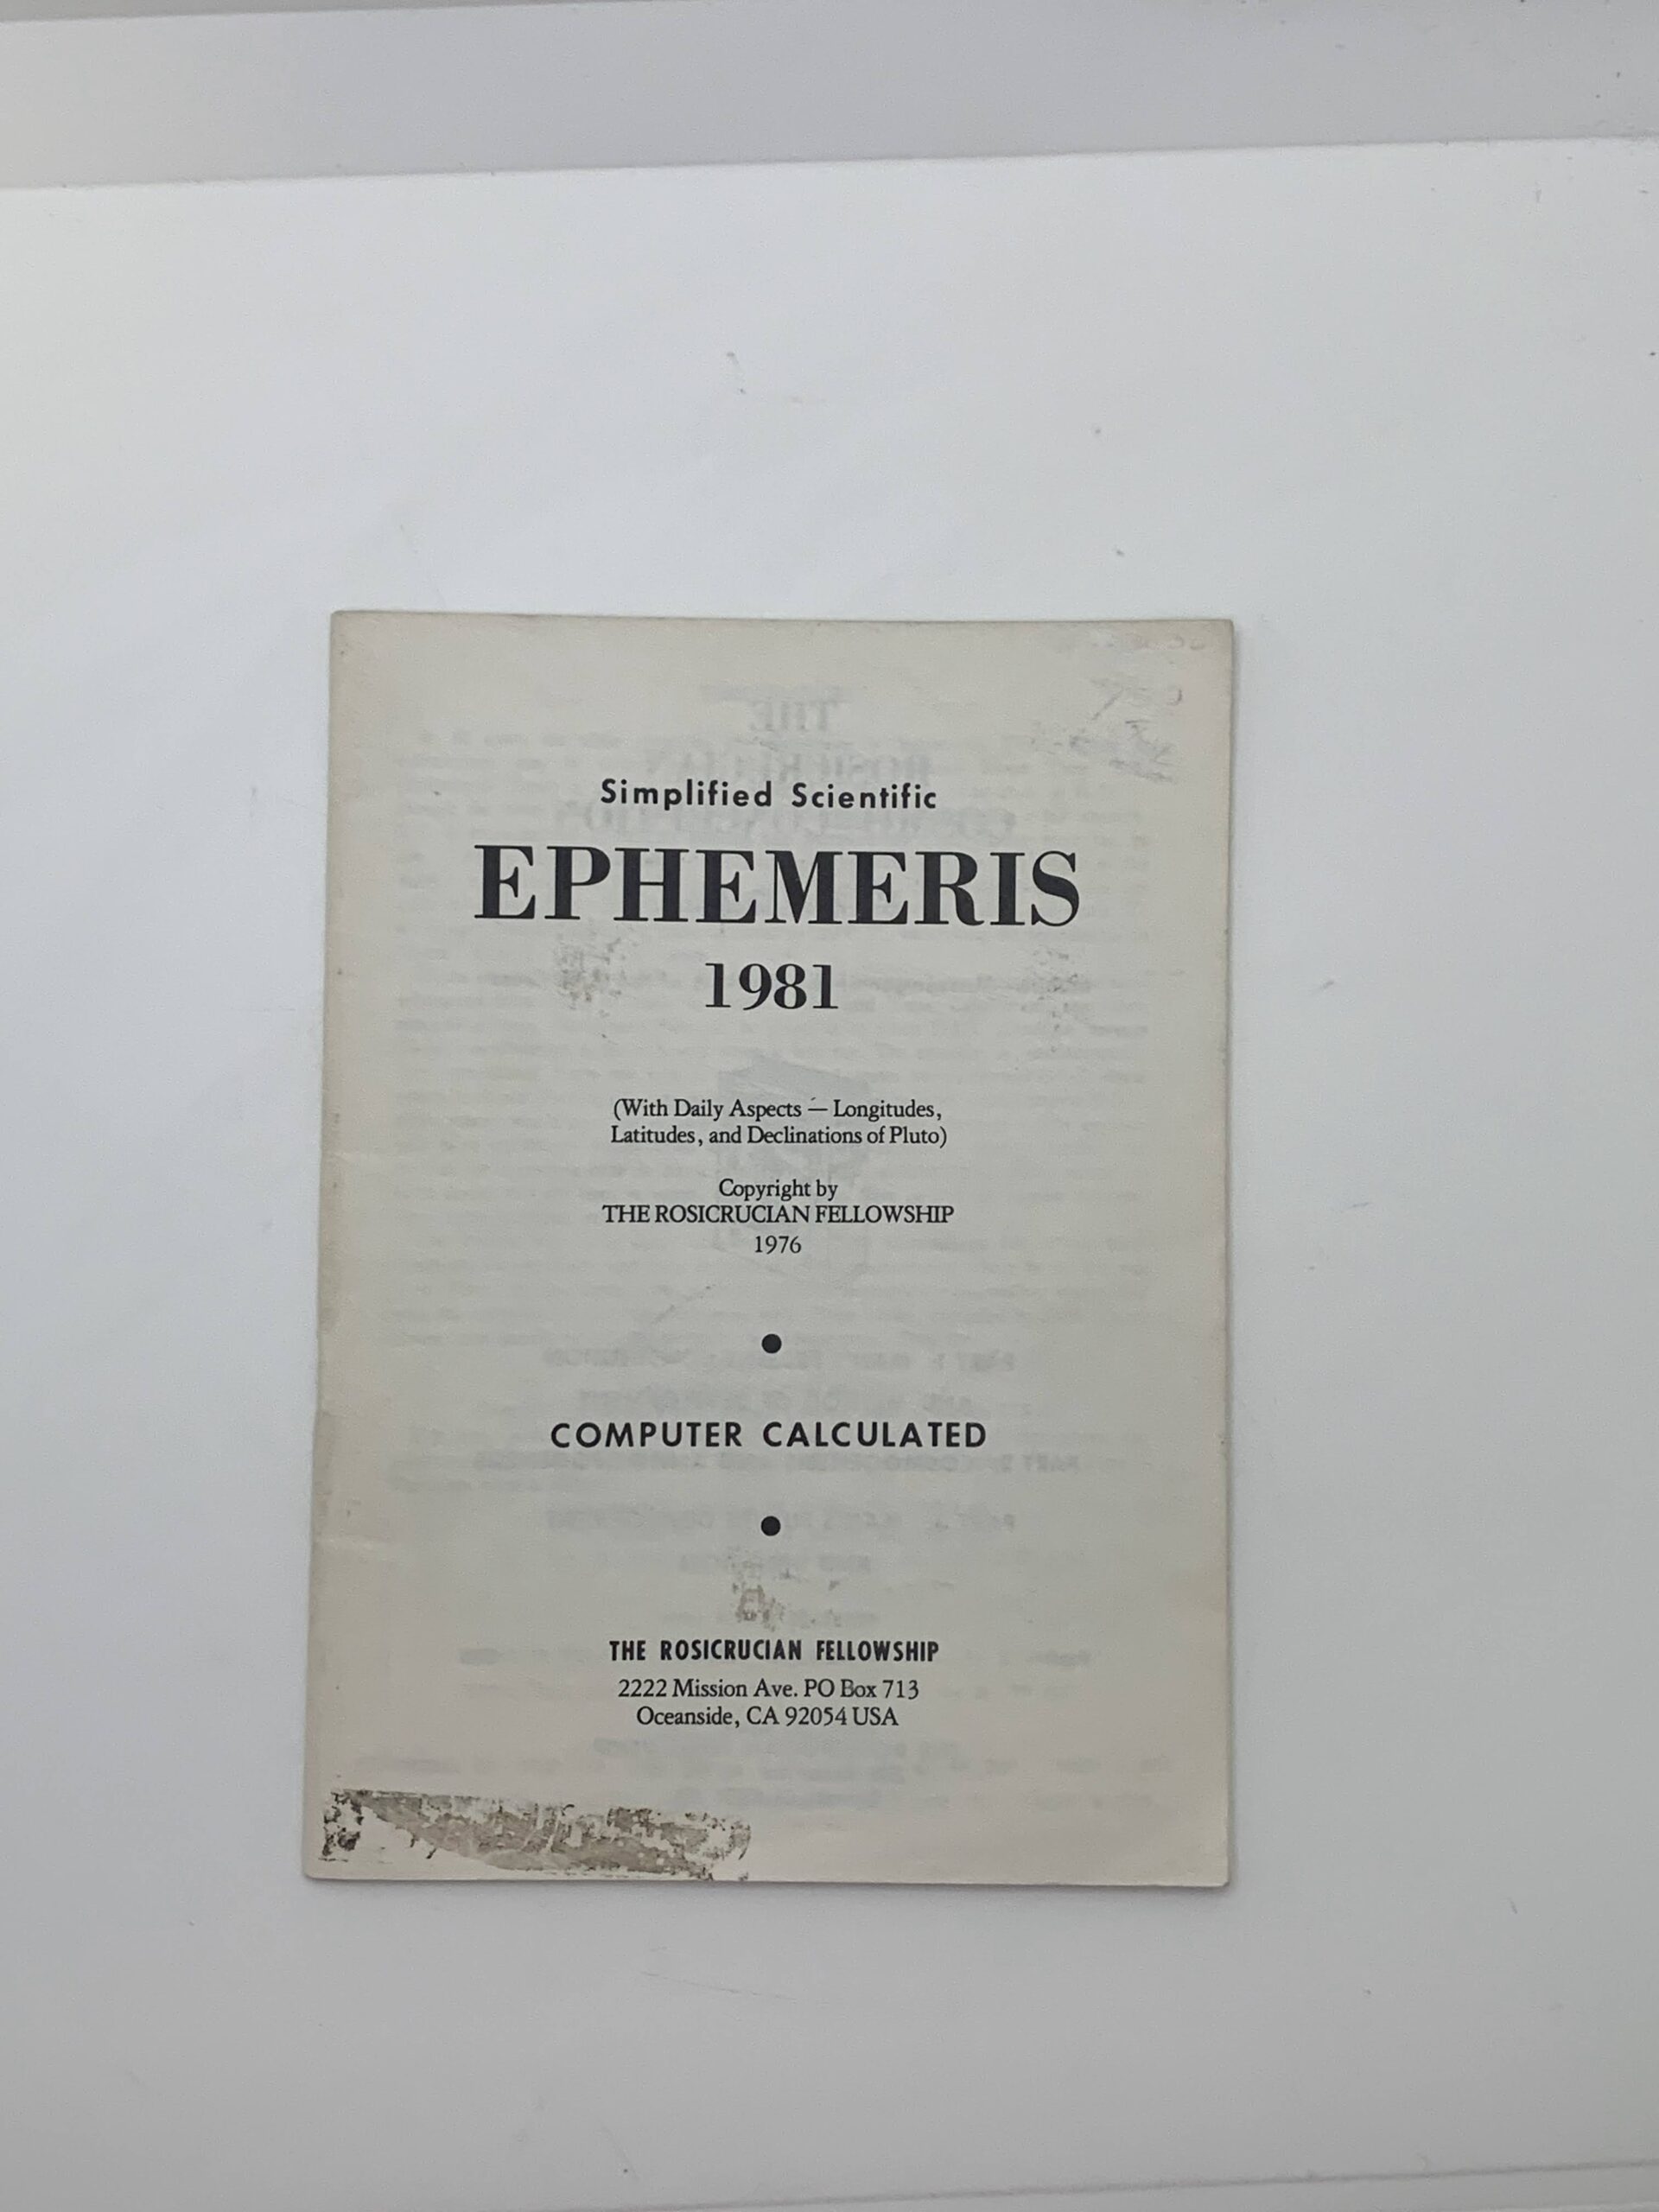 Simplified Scientific
EPHEMERIS
1981
(With Daily Aspects — Longitudes,
Latitudes, and Declinations of Pluto)
Copyright by
THE ROSICRUCIAN FELLOWSHIP
1976
COMPUTER CALCULATED
THE ROSICRUCIAN FELLOWSHIP
2222 Mission Ave. PO Box 713
Oceanside, CA 92054 USA